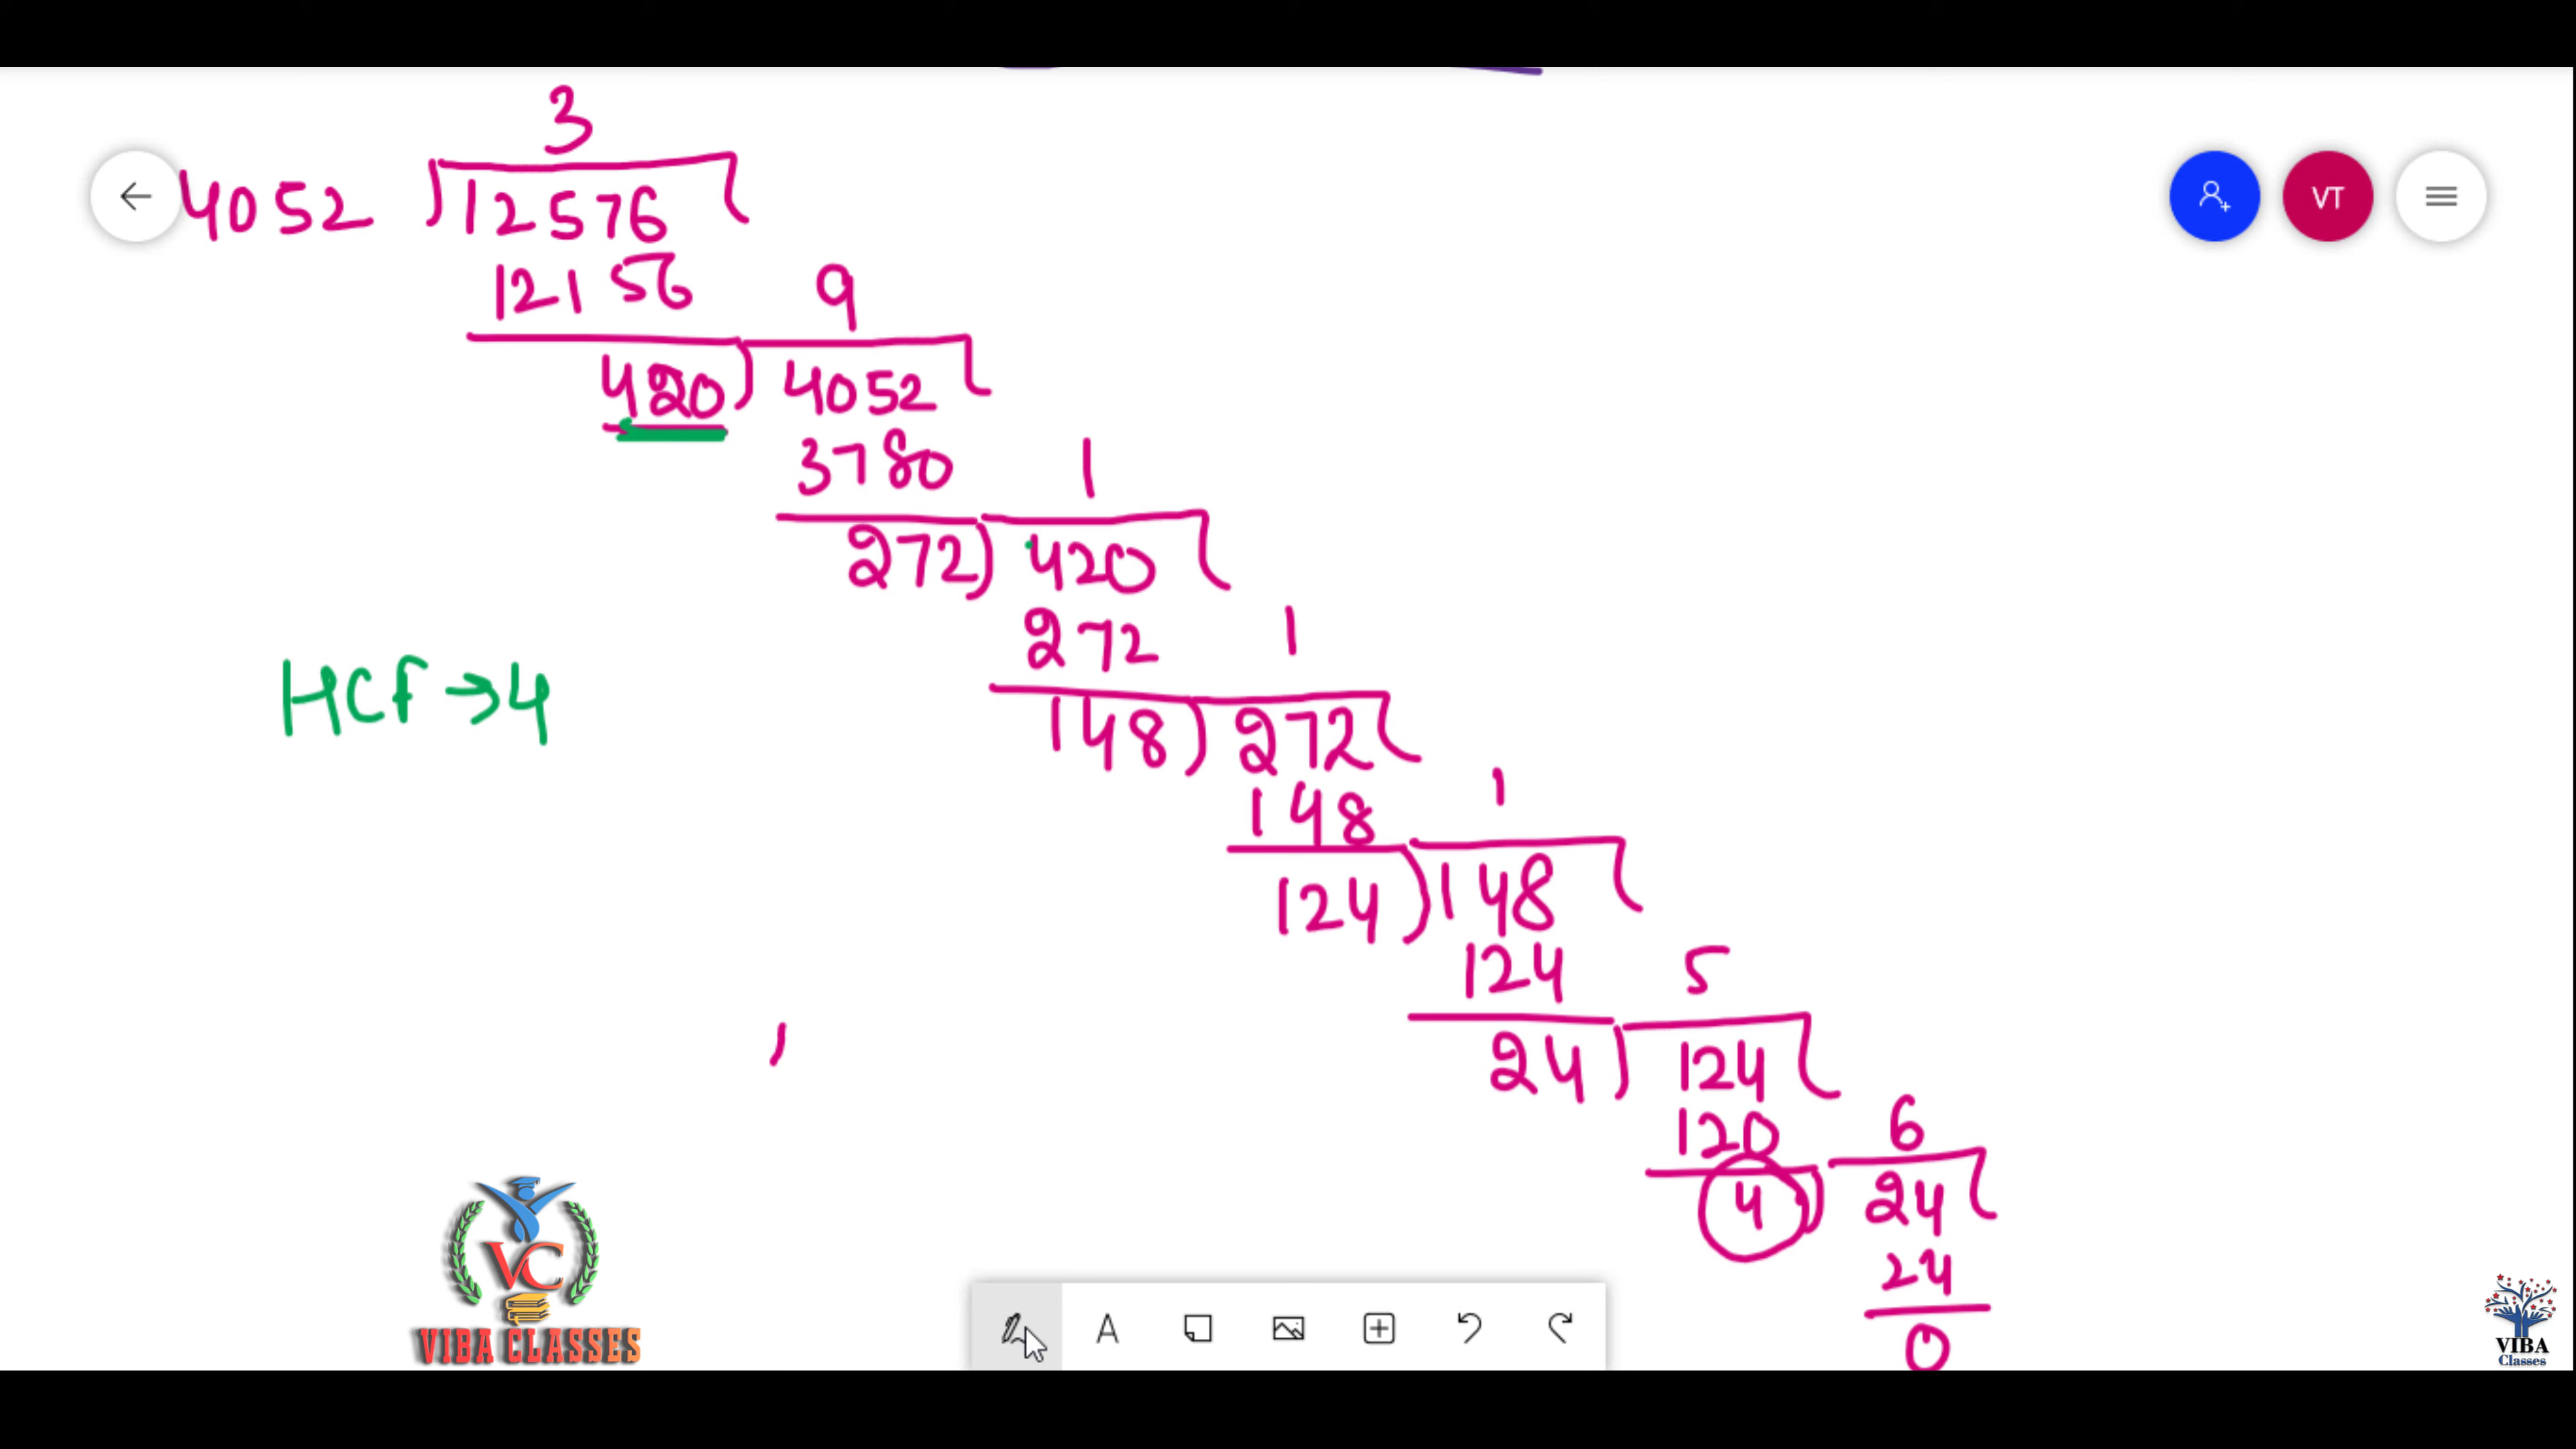 3
4052 ) 12576 (
12156 9
420 ) 4052 (
3780 1
272 ) 420 (
272 1
HCF → 4
148 ) 272 (
148 1
124 ) 148 (
124 5
24 ) 124 (
120 6
4 ) 24 (
24
0
VT
VC
VIBA CLASSES
A
VIBA
Classes